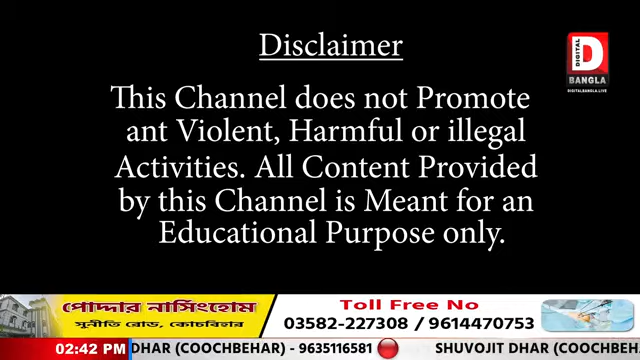 Disclaimer
This Channel does not Promote
ant Violent, Harmful or illegal
Activities. All Content Provided
by this Channel is Meant for an
Educational Purpose only.
DIGITAL
BANGLA
DIGITALBANGLA.LIVE
পোদ্দার নার্সিংহোম
সুনীতি রোড, কোচবিহার
Toll Free No
03582-227308 / 9614470753
02:42 PM DHAR (COOCHBEHAR) - 9635116581 SHUVOJIT DHAR (COOCHBEH